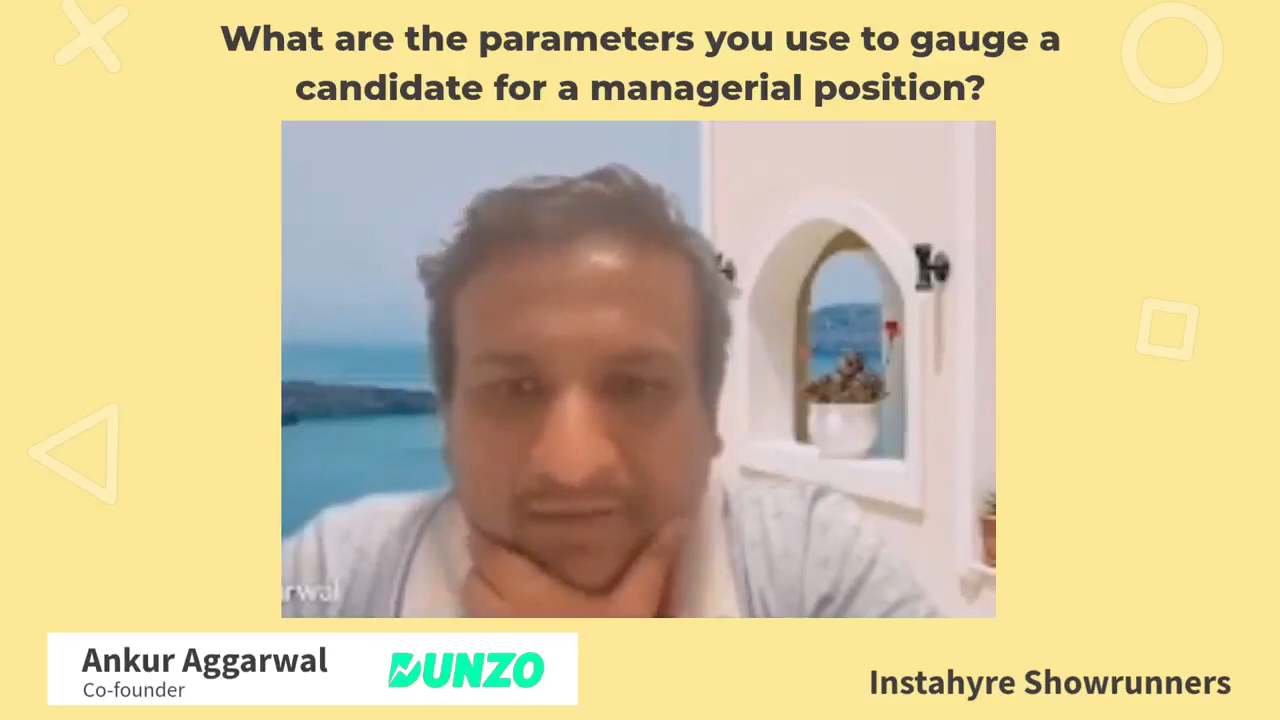 What are the parameters you use to gauge a
candidate for a managerial position?
rwal
Ankur Aggarwal
Co-founder
DUNZO
Instahyre Showrunners